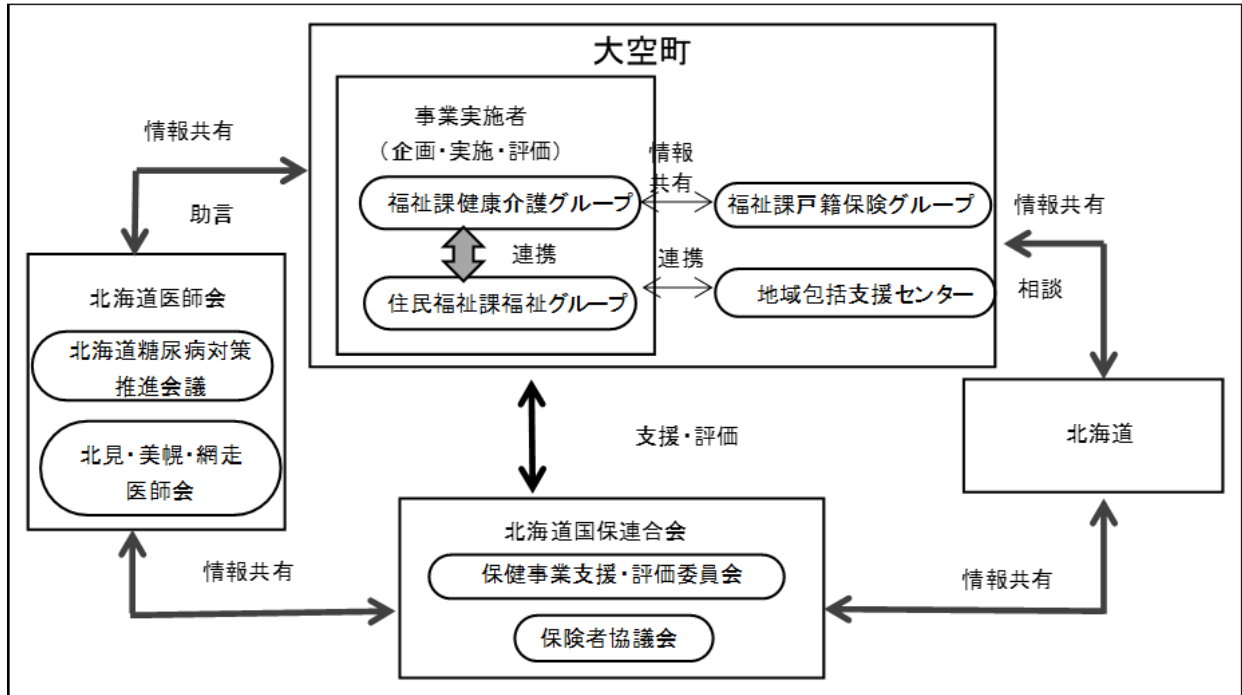 大空町
事業実施者
（企画・実施・評価）
福祉課健康介護グループ
連携
住民福祉課福祉グループ
情報
共有
福祉課戸籍保険グループ
連携
地域包括支援センター
情報共有
助言
情報共有
相談
北海道医師会
北海道糖尿病対策
推進会議
北見・美幌・網走
医師会
北海道
支援・評価
北海道国保連合会
保健事業支援・評価委員会
保険者協議会
情報共有
情報共有